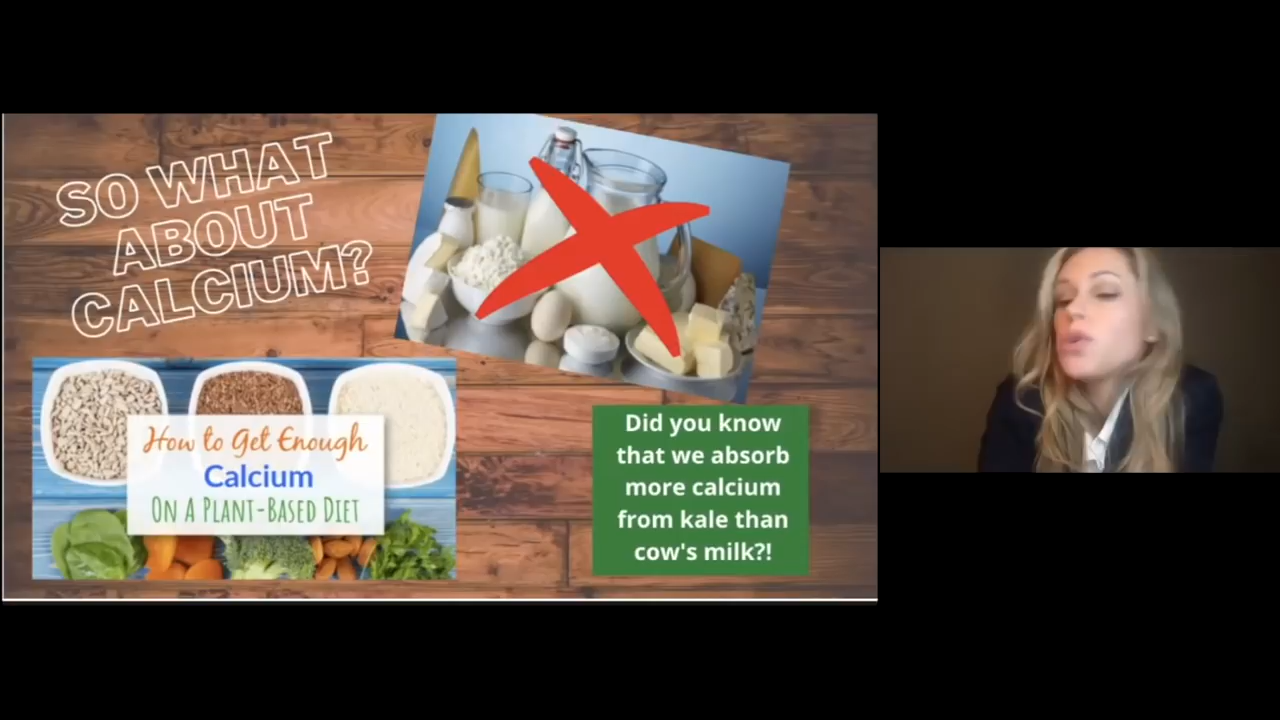 SO WHAT
ABOUT
CALCIUM?
How to Get Enough
Calcium
ON A PLANT-BASED DIET
Did you know
that we absorb
more calcium
from kale than
cow's milk?!